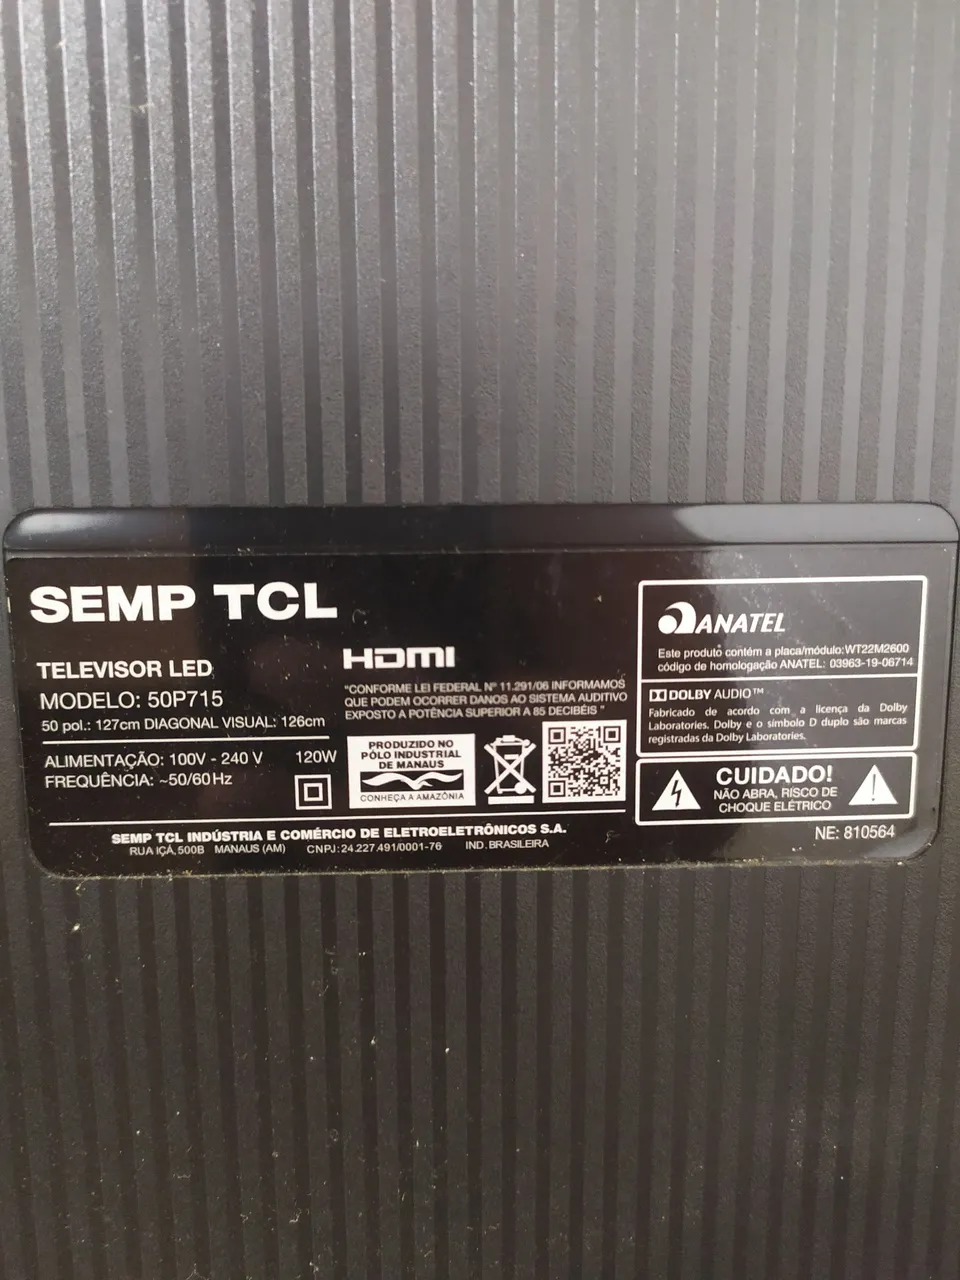 SEMP TCL
TELEVISOR LED
MODELO: 50P715
50 pol.: 127cm DIAGONAL VISUAL: 126cm
ALIMENTAÇÃO: 100V - 240 V 120W
FREQUÊNCIA: ~50/60Hz
HDMI
"CONFORME LEI FEDERAL Nº 11.291/06 INFORMAMOS
QUE PODEM OCORRER DANOS AO SISTEMA AUDITIVO
EXPOSTO A POTÊNCIA SUPERIOR A 85 DECIBÉIS "
PRODUZIDO NO
PÓLO INDUSTRIAL
DE MANAUS
CONHEÇA A AMAZÔNIA
ANATEL
Este produto contém a placa/módulo: WT22M2600
código de homologação ANATEL: 03963-19-06714
DOLBY AUDIO™
Fabricado de acordo com a licença da Dolby
Laboratories. Dolby e o símbolo D duplo são marcas
registradas da Dolby Laboratories.
CUIDADO!
NÃO ABRA, RISCO DE
CHOQUE ELÉTRICO
NE: 810564
SEMP TCL INDÚSTRIA E COMÉRCIO DE ELETROELETRÔNICOS S.A.
RUA IÇÁ, 500B MANAUS (AM) CNPJ: 24.227.491/0001-76 IND. BRASILEIRA